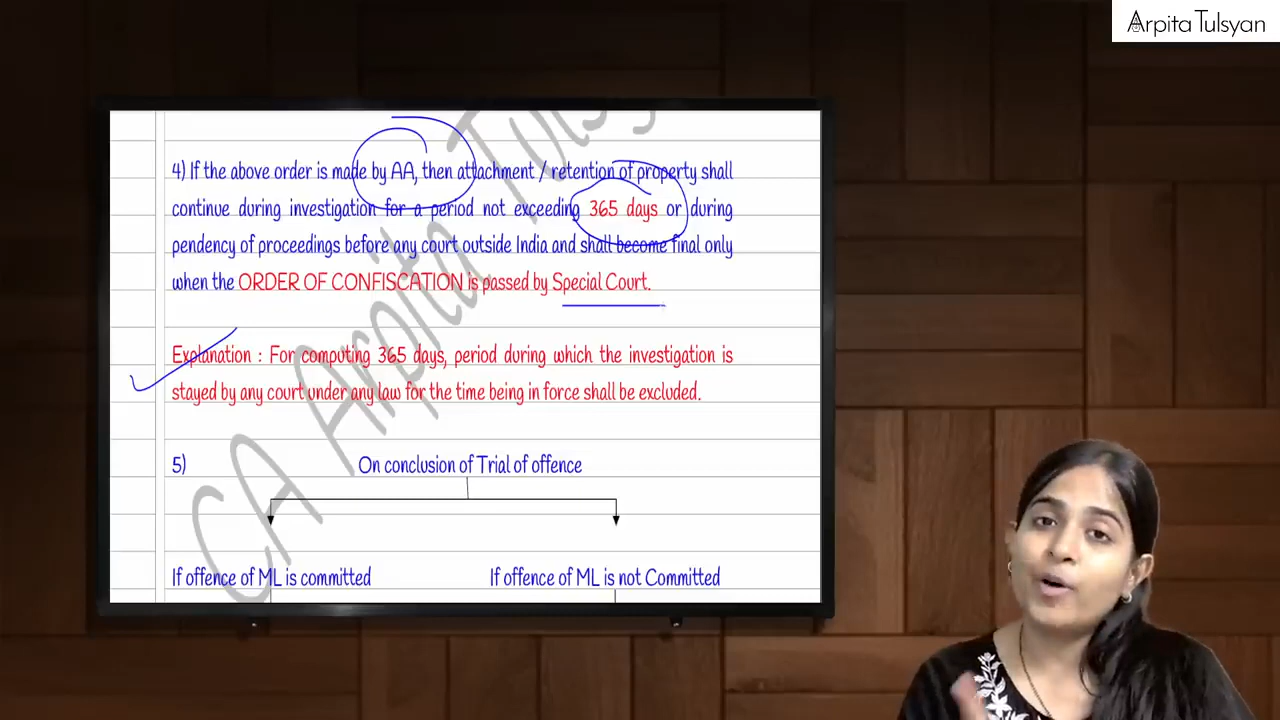 Arpita Tulsyan
4) If the above order is made by AA, then attachment / retention of property shall
continue during investigation for a period not exceeding 365 days or during
pendency of proceedings before any court outside India and shall become final only
when the ORDER OF CONFISCATION is passed by Special Court.
Explanation : For computing 365 days, period during which the investigation is
stayed by any court under any law for the time being in force shall be excluded.
5) On conclusion of Trial of offence
If offence of ML is committed If offence of ML is not Committed
CA Arpita Tulsy